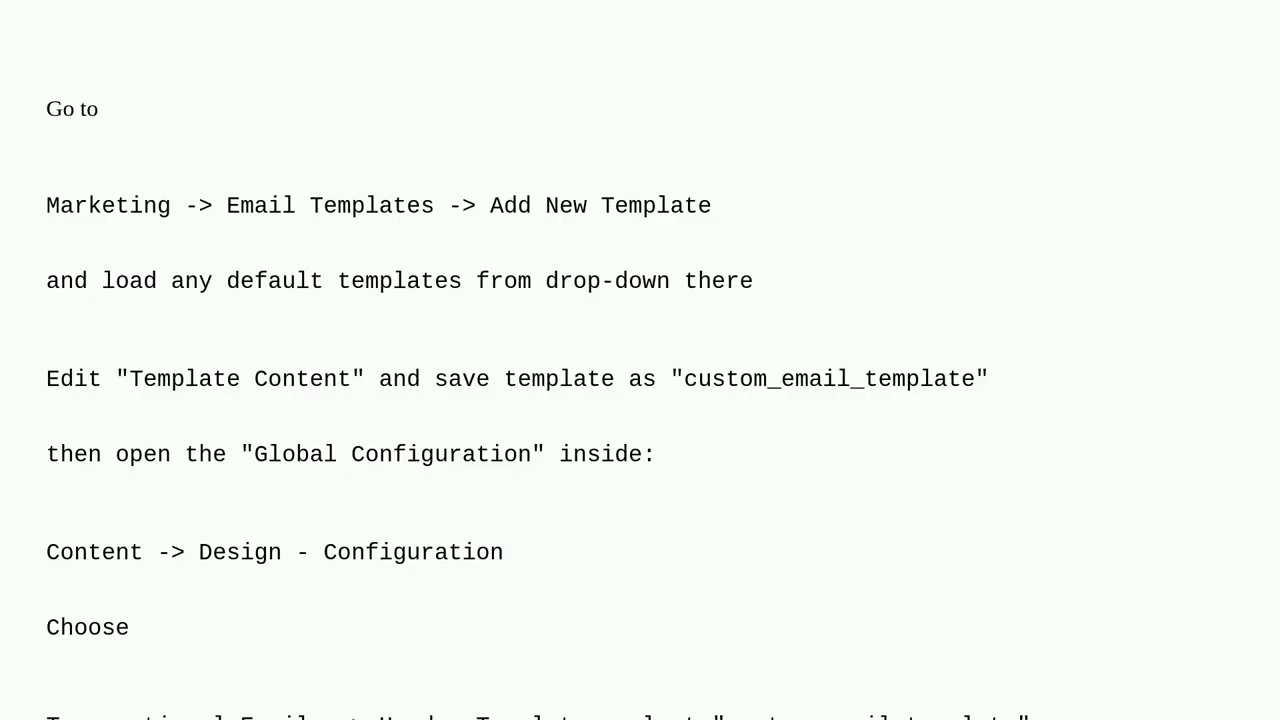 Go to
Marketing -> Email Templates -> Add New Template
and load any default templates from drop-down there
Edit "Template Content" and save template as "custom_email_template"
then open the "Global Configuration" inside:
Content -> Design - Configuration
Choose